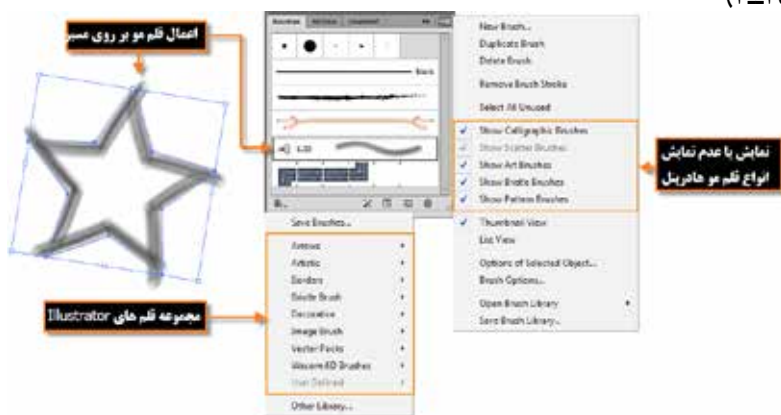 اعمال قلم مو بر روی مسیر
Basic
6.00
New Brush...
Duplicate Brush
Delete Brush
Remove Brush Stroke
Select All Unused
Show Calligraphic Brushes
Show Scatter Brushes
Show Art Brushes
Show Bristle Brushes
Show Pattern Brushes
Thumbnail View
List View
Options of Selected Object...
Brush Options...
Open Brush Library
Save Brush Library...
نمایش یا عدم نمایش
انواع قلم مو هادرپنل
Save Brushes...
Arrows
Artistic
Borders
Bristle Brush
Decorative
Image Brush
Vector Packs
Wacom 6D Brushes
User Defined
Other Library...
مجموعه قلم های Illustrator